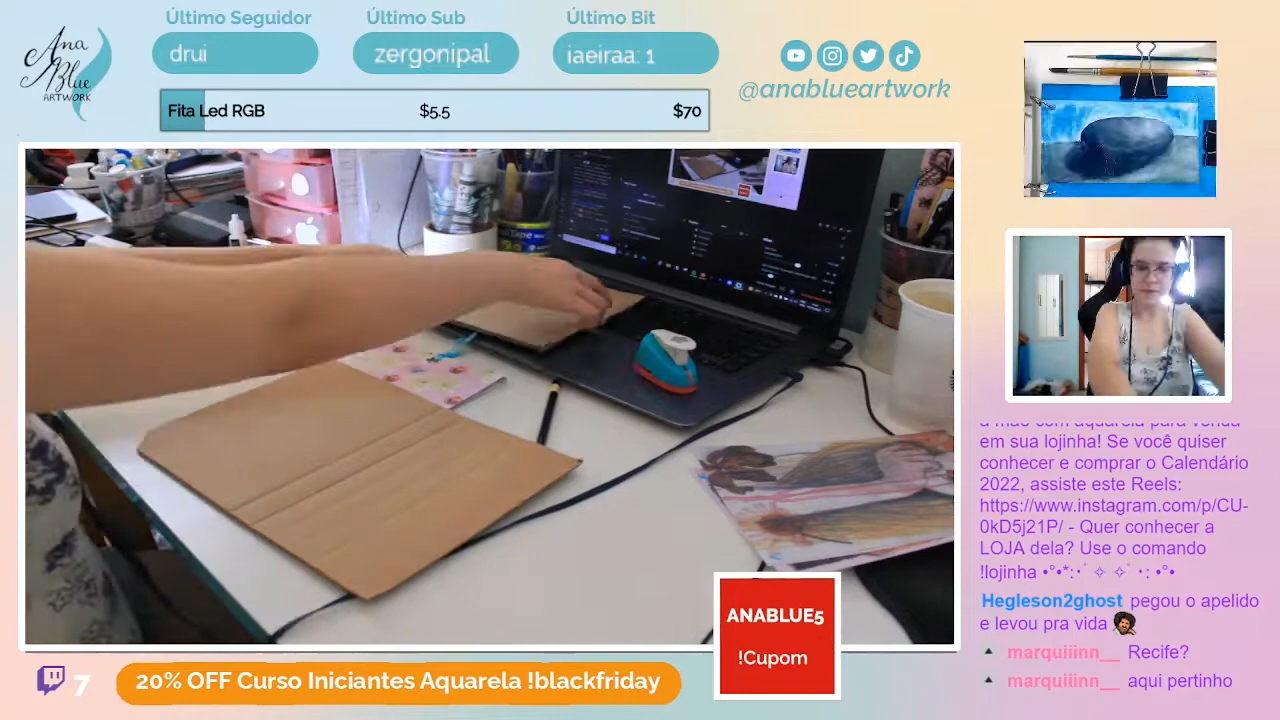 Ana
Blue
ARTWORK
Último Seguidor
drui
Último Sub
zergonipal
Último Bit
iaeiraa: 1
Fita Led RGB
$5.5
$70
@anablueartwork
em sua lojinha! Se você quiser
conhecer e comprar o Calendário
2022, assiste este Reels:
https://www.instagram.com/p/CU-
0kD5j21P/ - Quer conhecer a
LOJA dela? Use o comando
!lojinha
Hegleson2ghost pegou o apelido
e levou pra vida
marquiiinn__ Recife?
marquiiinn__ aqui pertinho
ANABLUE5
!Cupom
7
20% OFF Curso Iniciantes Aquarela !blackfriday